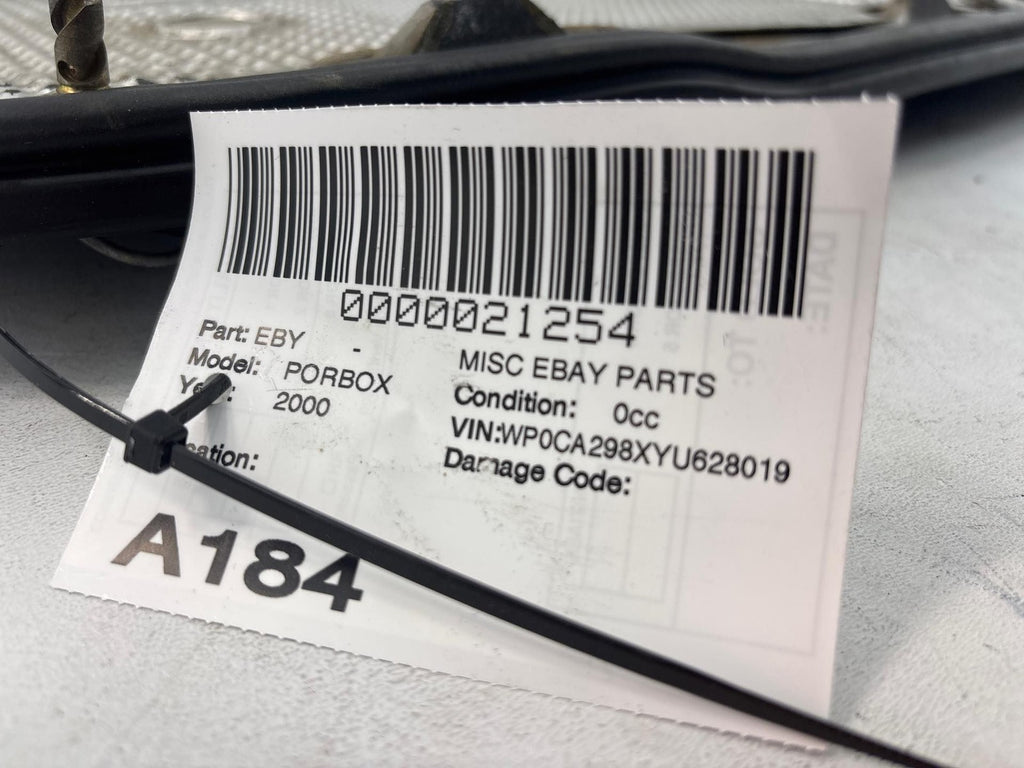 0000021254
Part: EBY -
MISC EBAY PARTS
Model: PORBOX
Condition: 0cc
2000
VIN:WP0CA298XYU628019
Damage Code:
A184